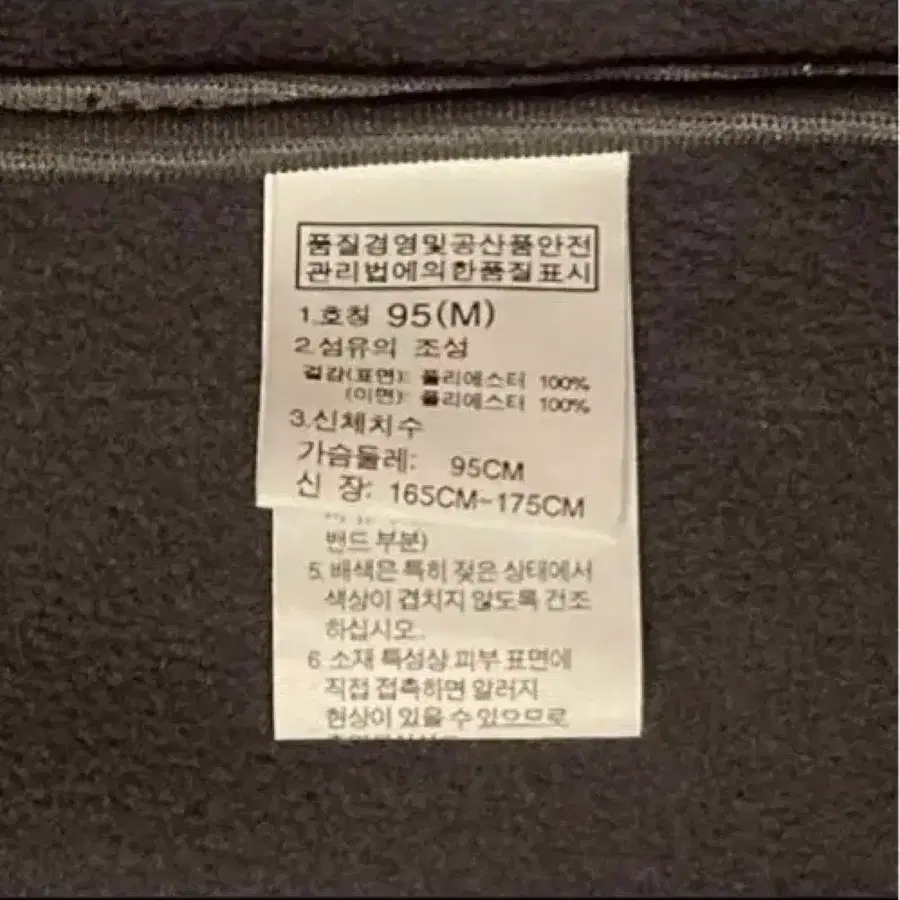 품질경영및공산품안전
관리법에의한품질표시
1.호칭 95(M)
2.섬유의 조성
겉감(표면): 폴리에스터 100%
(이면): 폴리에스터 100%
3.신체치수
가슴둘레: 95CM
신 장: 165CM~175CM
밴드 부분)
5. 배색은 특히 젖은 상태에서
색상이 겹치지 않도록 건조
하십시오.
6. 소재 특성상 피부 표면에
직접 접촉하면 알러지
현상이 있을 수 있으므로